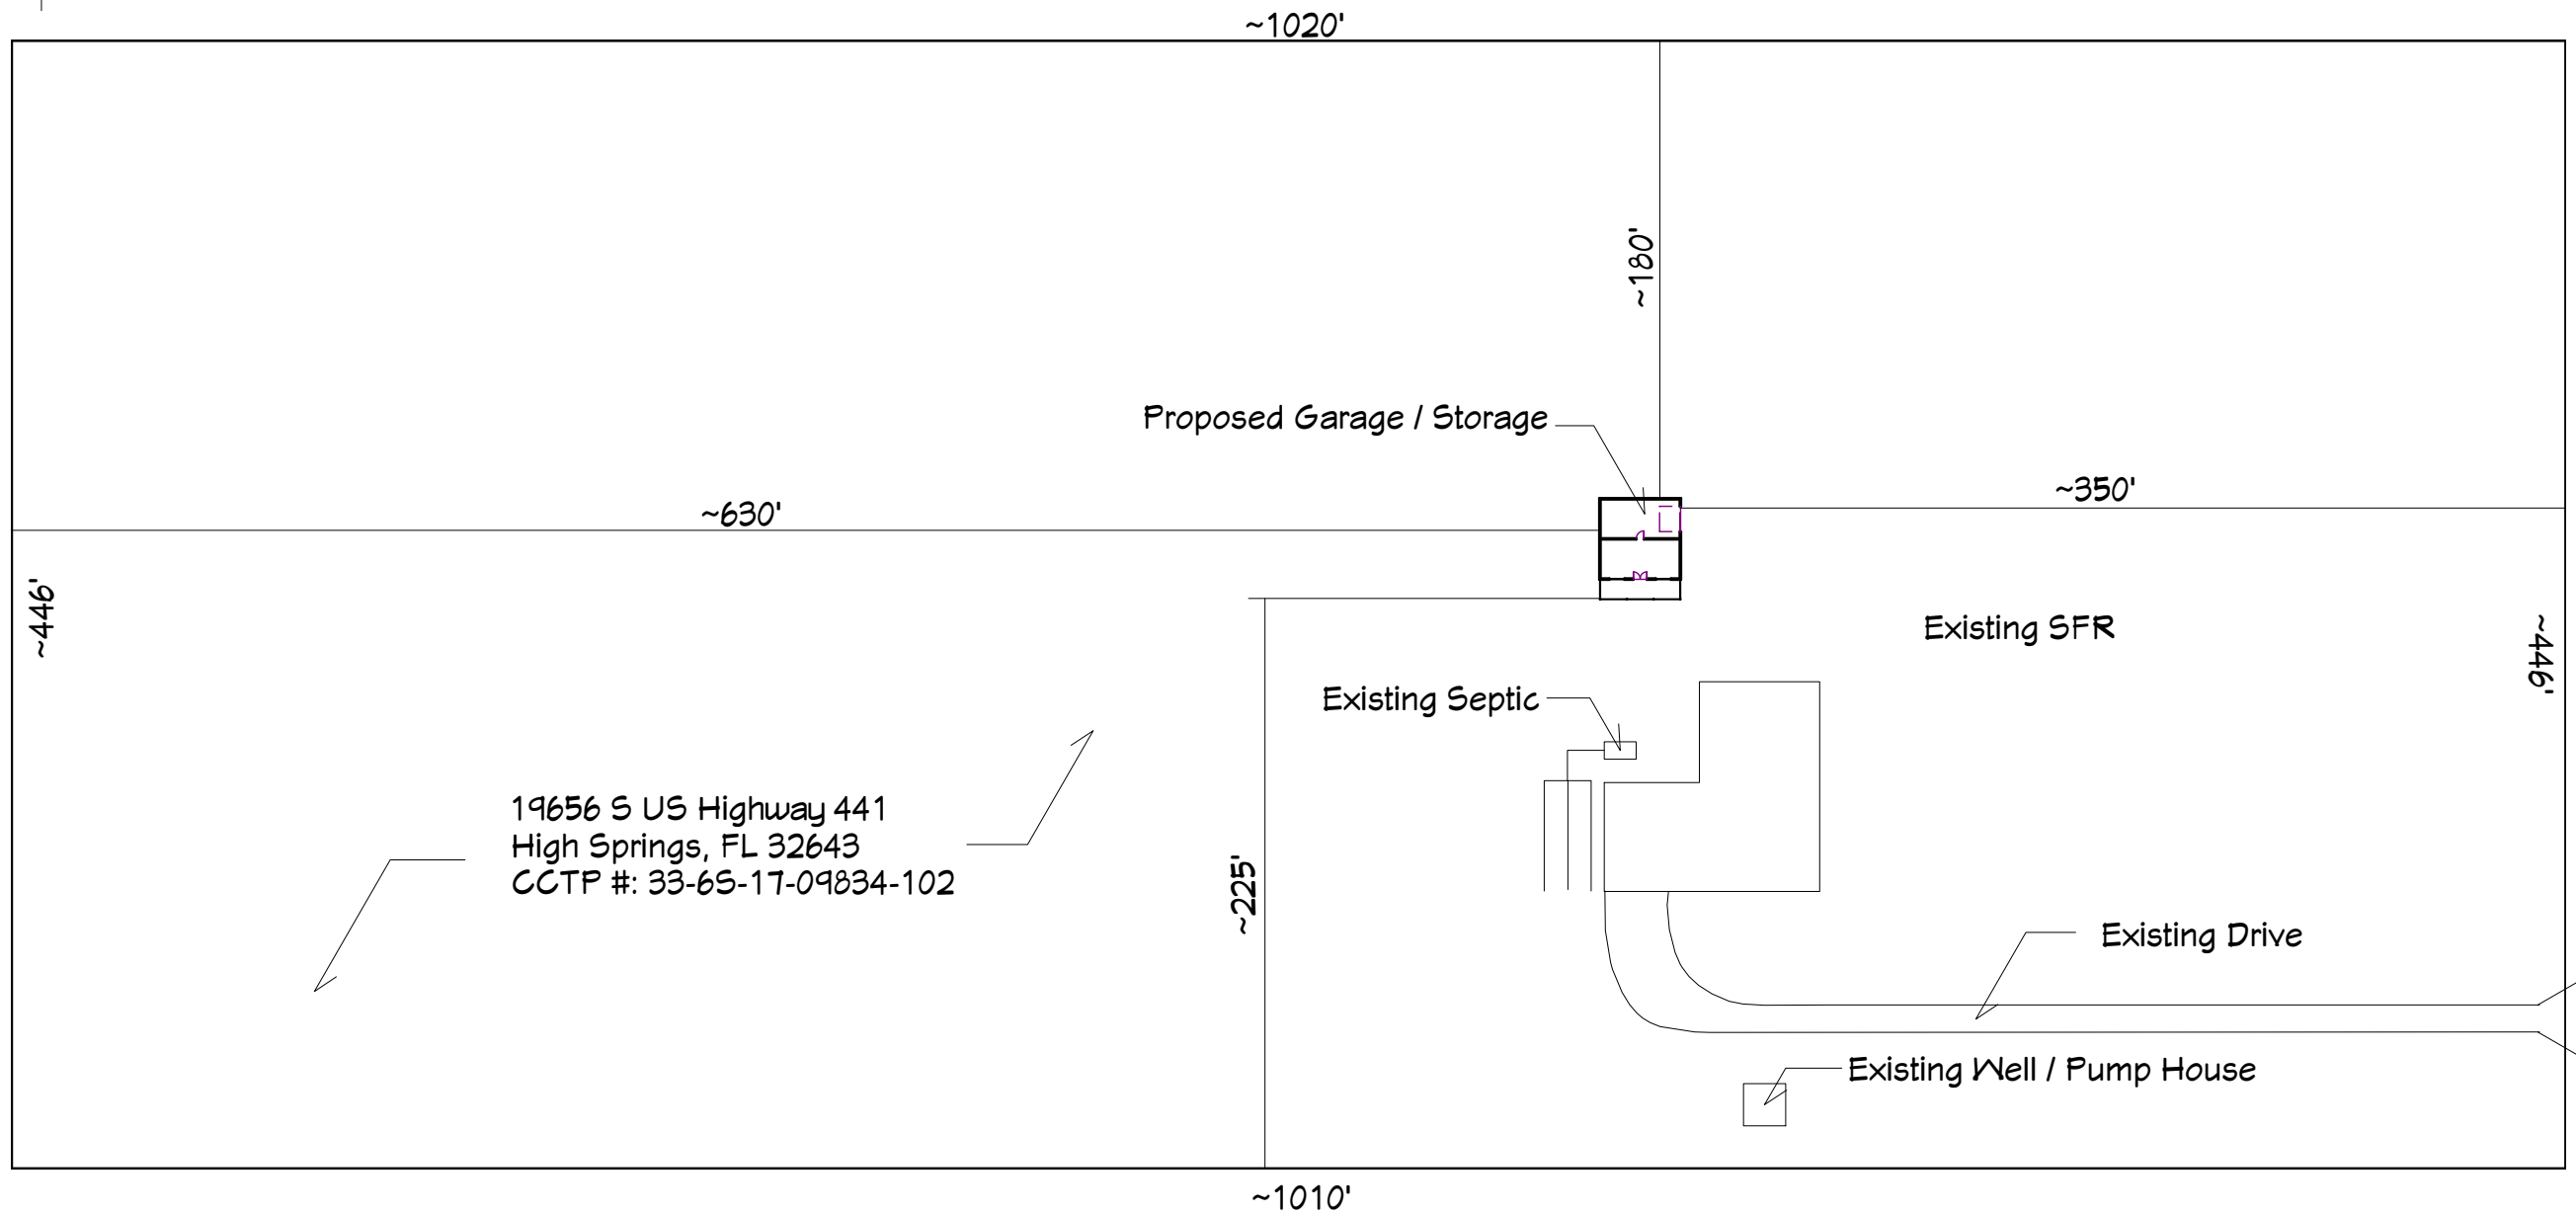 ~1020'
~180'
Proposed Garage / Storage
~350'
~630'
~446'
Existing SFR
~446'
Existing Septic
19656 S US Highway 441
High Springs, FL 32643
CCTP #: 33-6S-17-09834-102
~225'
Existing Drive
Existing Well / Pump House
~1010'